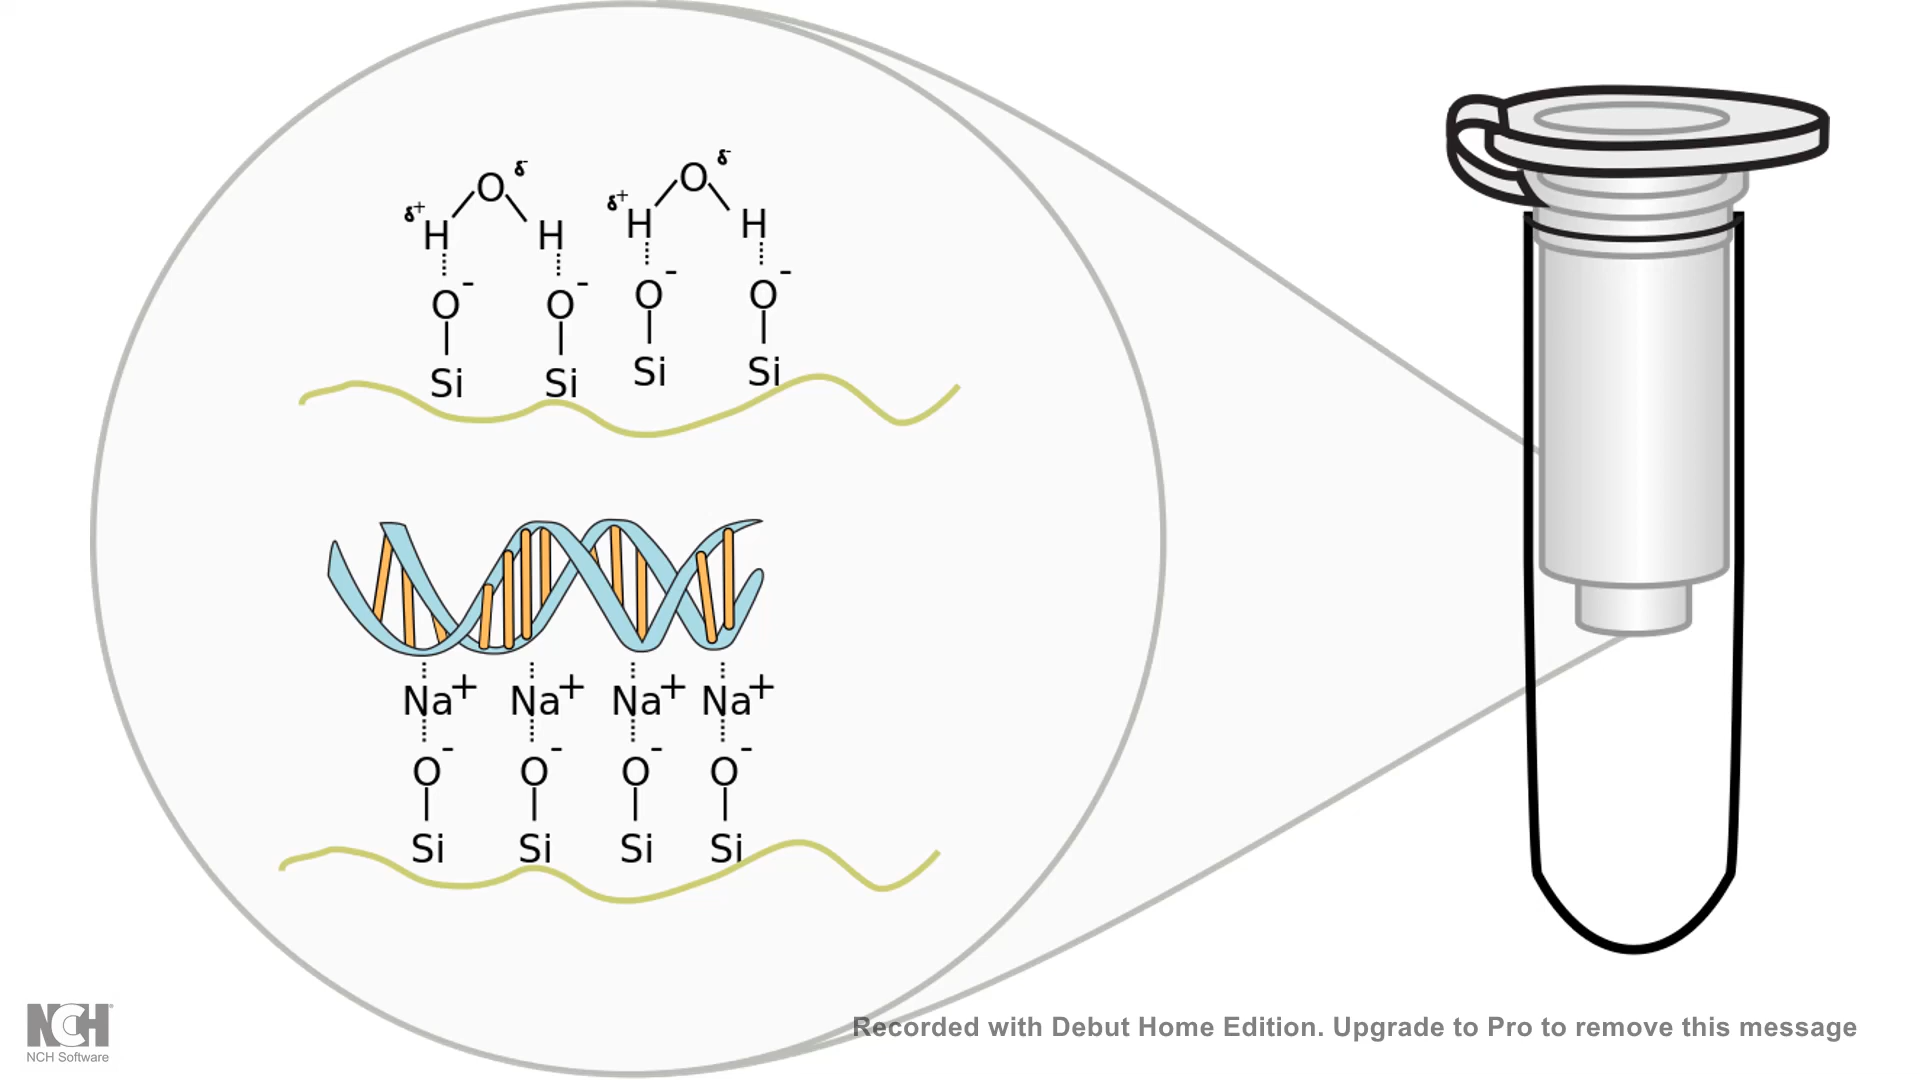 O δ- O δ-
δ+ H H δ+ H H
O- O- O- O-
Si Si Si Si
Na+ Na+ Na+ Na+
O- O- O- O-
Si Si Si Si
NCH
NCH Software
Recorded with Debut Home Edition. Upgrade to Pro to remove this message